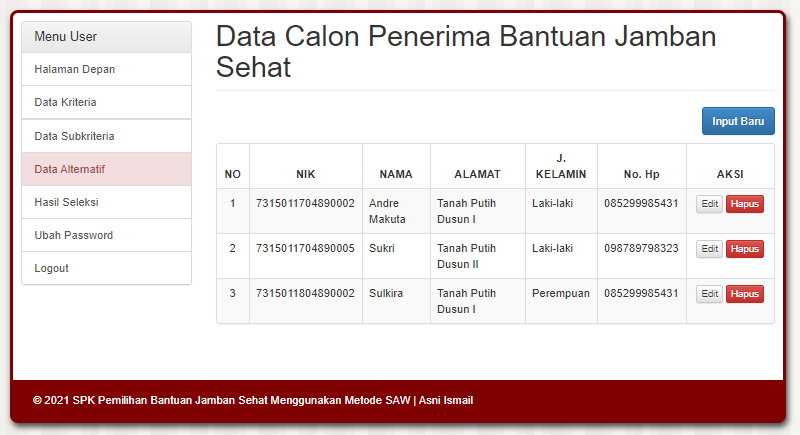 Menu User
Halaman Depan
Data Kriteria
Data Subkriteria
Data Alternatif
Hasil Seleksi
Ubah Password
Logout
Data Calon Penerima Bantuan Jamban
Sehat
Input Baru
NO NIK NAMA ALAMAT J. KELAMIN No. Hp AKSI
1 7315011704890002 Andre Makuta Tanah Putih Dusun I Laki-laki 085299985431 Edit Hapus
2 7315011704890005 Sukri Tanah Putih Dusun II Laki-laki 098789798323 Edit Hapus
3 7315011804890002 Sulkira Tanah Putih Dusun I Perempuan 085299985431 Edit Hapus
© 2021 SPK Pemilihan Bantuan Jamban Sehat Menggunakan Metode SAW | Asni Ismail